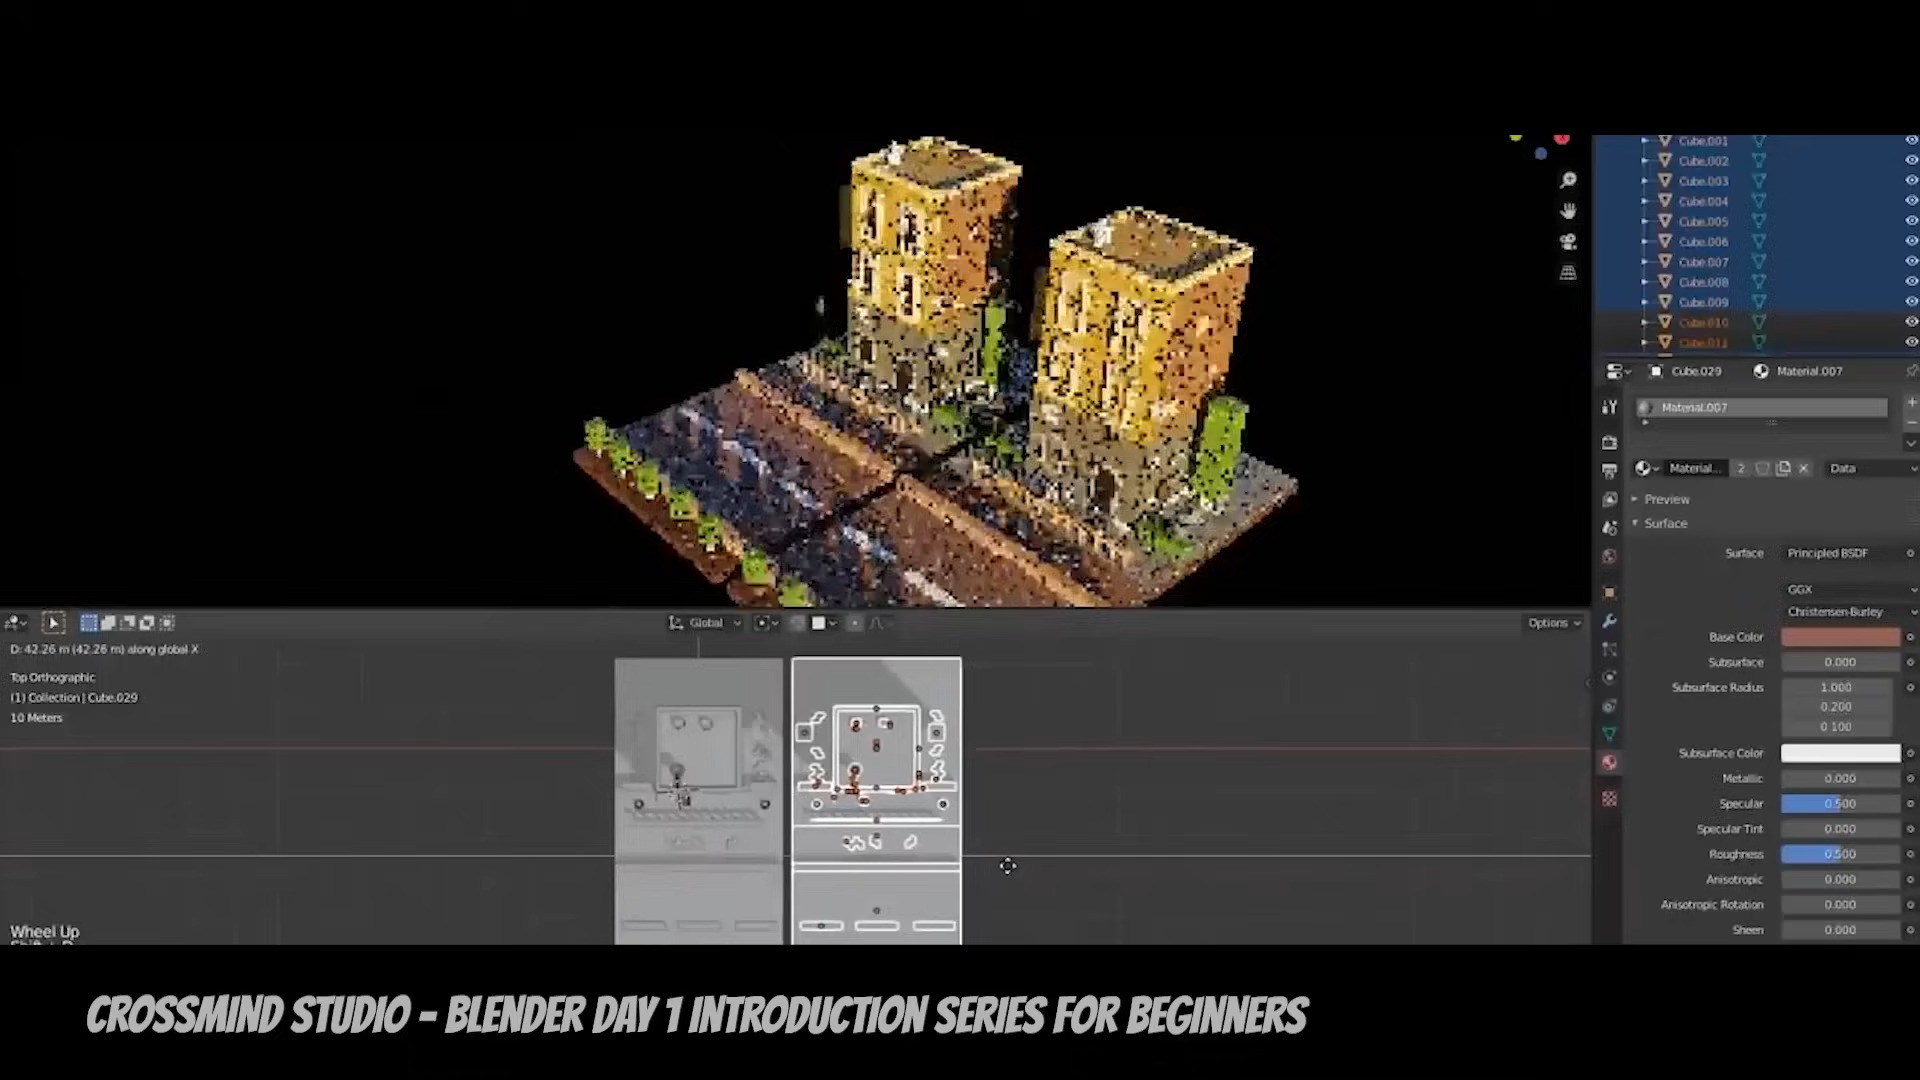 Cube.001
Cube.002
Cube.003
Cube.004
Cube.005
Cube.006
Cube.007
Cube.008
Cube.009
Cube.010
Cube.011
Cube.029 Material.007
Material.007
Material... 2 Data
Preview
Surface
Surface Principled BSDF
GGX
Christensen-Burley
Base Color
Subsurface 0.000
Subsurface Radius 1.000
0.200
0.100
Subsurface Color
Metallic 0.000
Specular 0.500
Specular Tint 0.000
Roughness 0.500
Anisotropic 0.000
Anisotropic Rotation 0.000
Sheen 0.000
Global
Options
D: 42.26 m (42.26 m) along global X
Top Orthographic
(1) Collection | Cube.029
10 Meters
Wheel Up
CROSSMIND STUDIO - BLENDER DAY 1 INTRODUCTION SERIES FOR BEGINNERS